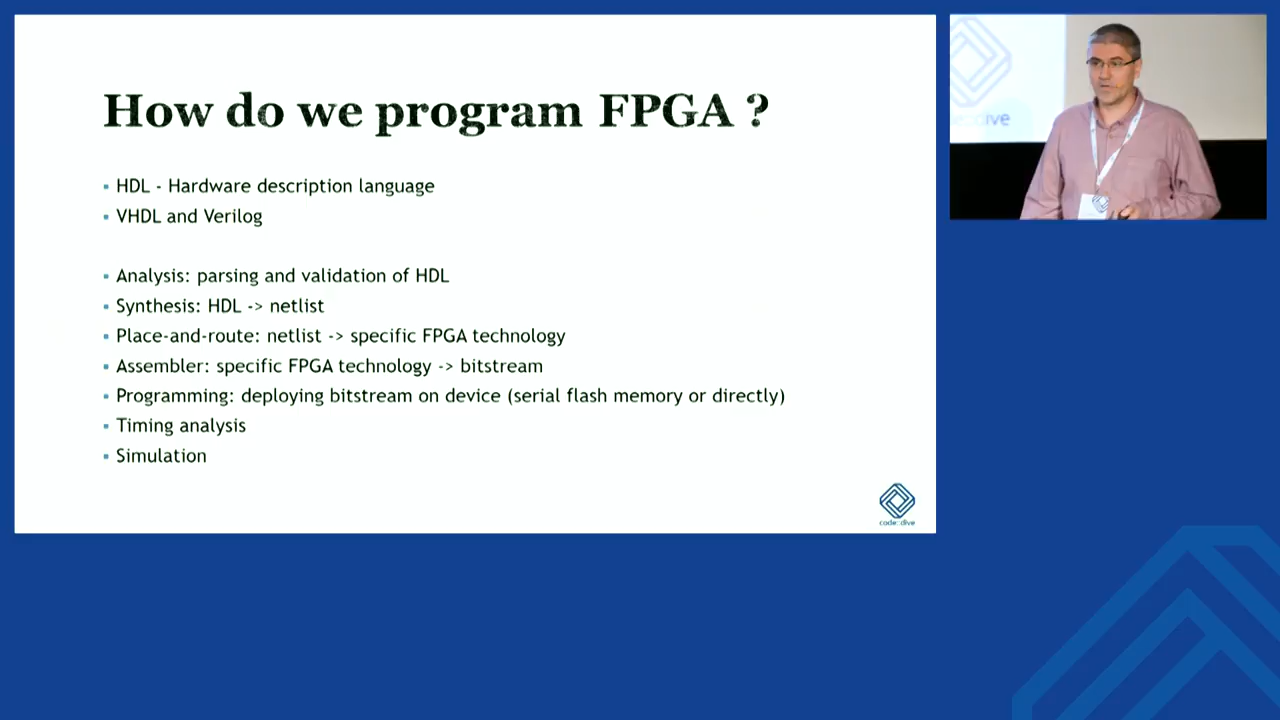 How do we program FPGA ?
HDL - Hardware description language
VHDL and Verilog
Analysis: parsing and validation of HDL
Synthesis: HDL -> netlist
Place-and-route: netlist -> specific FPGA technology
Assembler: specific FPGA technology -> bitstream
Programming: deploying bitstream on device (serial flash memory or directly)
Timing analysis
Simulation
code::dive